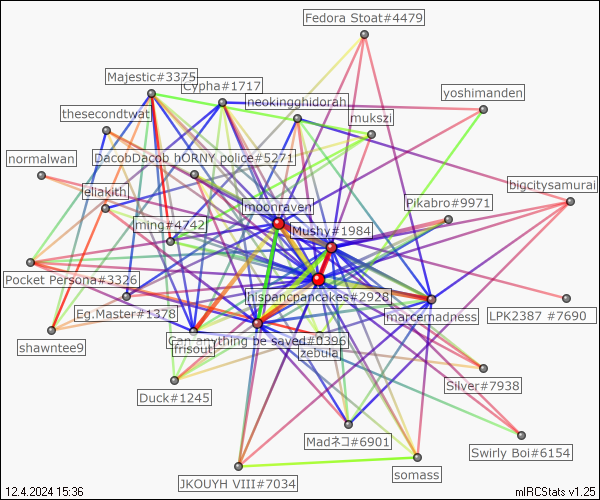 Fedora Stoat#4479
Majestic#3375
Cypha#1717
yoshimanden
neokingghidorah
thesecondtwat
mukszi
normalwan
DacobDacob hORNY police#5271
bigcitysamurai
eliakith
moonraven
Pikabro#9971
ming#4742
Mushy#1984
Pocket Persona#3326
hispancpancakes#2928
Eg.Master#1378
marcemadness
LPK2387 #7690
Can anything be saved#0396
shawntee9
frisout
zebulal
Silver#7938
Duck#1245
Madネコ#6901
Swirly Boi#6154
somass
JKOUYH VIII#7034
12.4.2024 15:36
mIRCStats v1.25